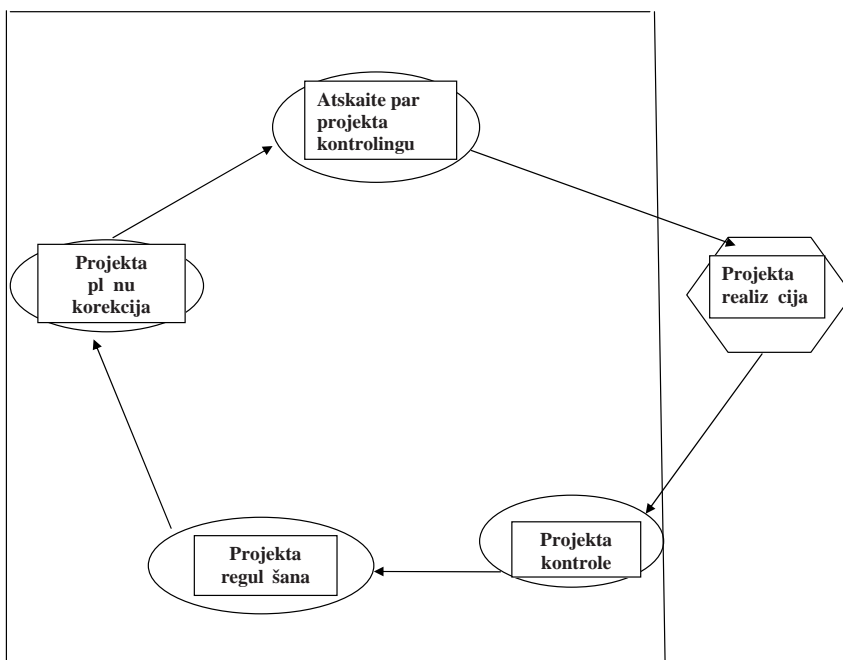 Atskaite par
projekta
kontrolingu
Projekta
pl nu
korekcija
Projekta
realiz cija
Projekta
kontrole
Projekta
regul šana